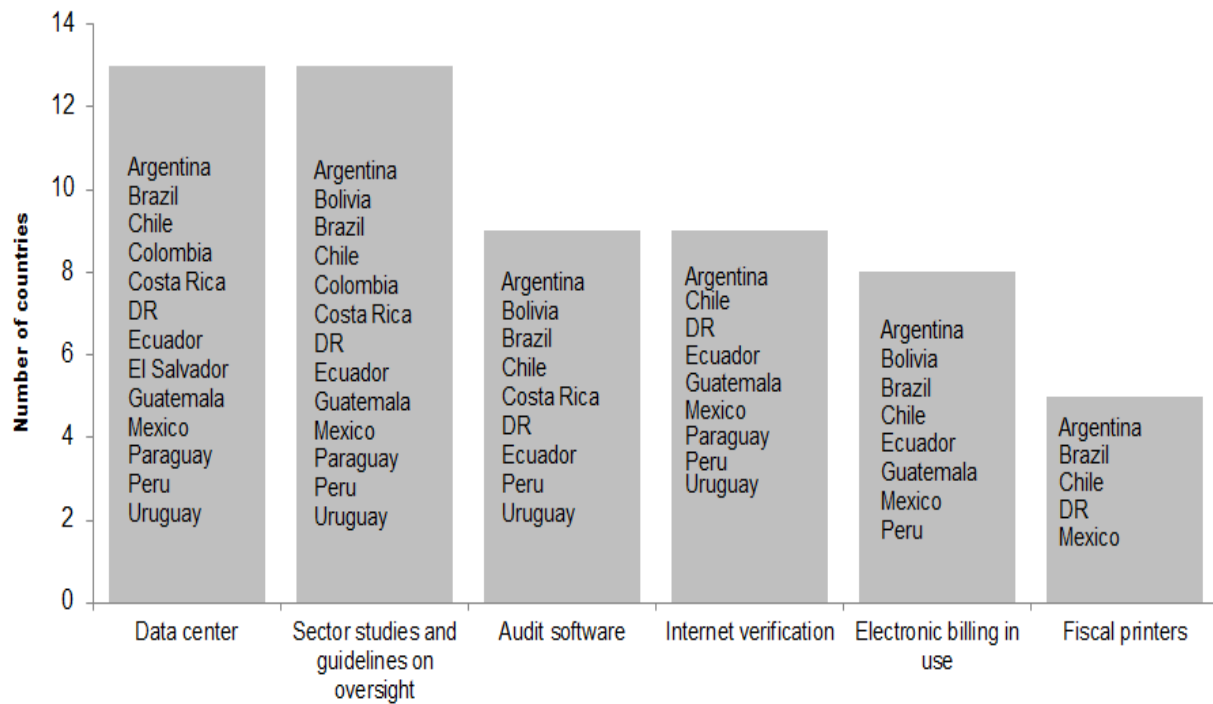 14
12
10
8
6
4
2
0
Number of countries
Argentina
Brazil
Chile
Colombia
Costa Rica
DR
Ecuador
El Salvador
Guatemala
Mexico
Paraguay
Peru
Uruguay
Argentina
Bolivia
Brazil
Chile
Colombia
Costa Rica
DR
Ecuador
Guatemala
Mexico
Paraguay
Peru
Uruguay
Argentina
Bolivia
Brazil
Chile
Costa Rica
DR
Ecuador
Peru
Uruguay
Argentina
Chile
DR
Ecuador
Guatemala
Mexico
Paraguay
Peru
Uruguay
Argentina
Bolivia
Brazil
Chile
Ecuador
Guatemala
Mexico
Peru
Argentina
Brazil
Chile
DR
Mexico
Data center
Sector studies and
guidelines on
oversight
Audit software
Internet verification
Electronic billing in
use
Fiscal printers